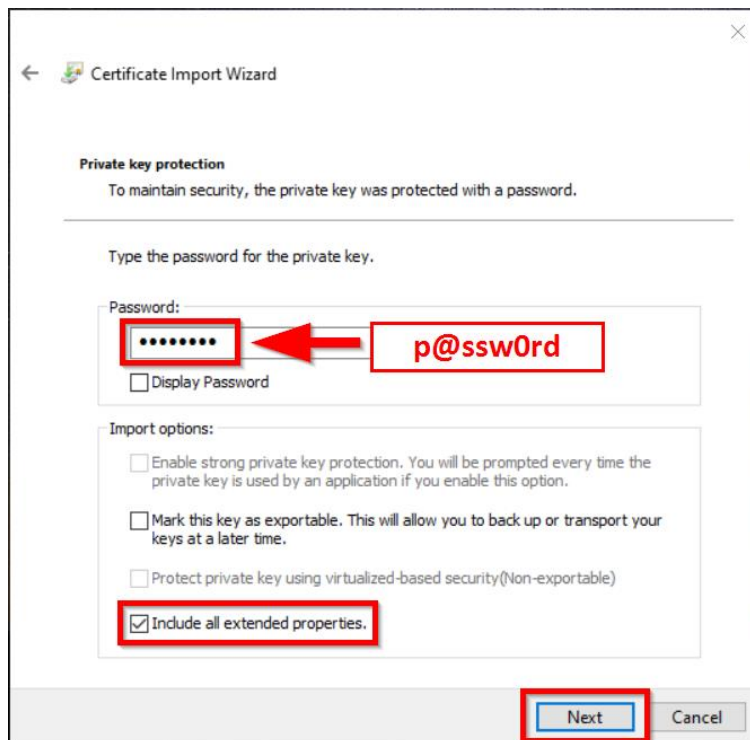 Certificate Import Wizard
Private key protection
To maintain security, the private key was protected with a password.
Type the password for the private key.
Password:
••••••••
p@ssw0rd
Display Password
Import options:
Enable strong private key protection. You will be prompted every time the
private key is used by an application if you enable this option.
Mark this key as exportable. This will allow you to back up or transport your
keys at a later time.
Protect private key using virtualized-based security(Non-exportable)
Include all extended properties.
Next
Cancel